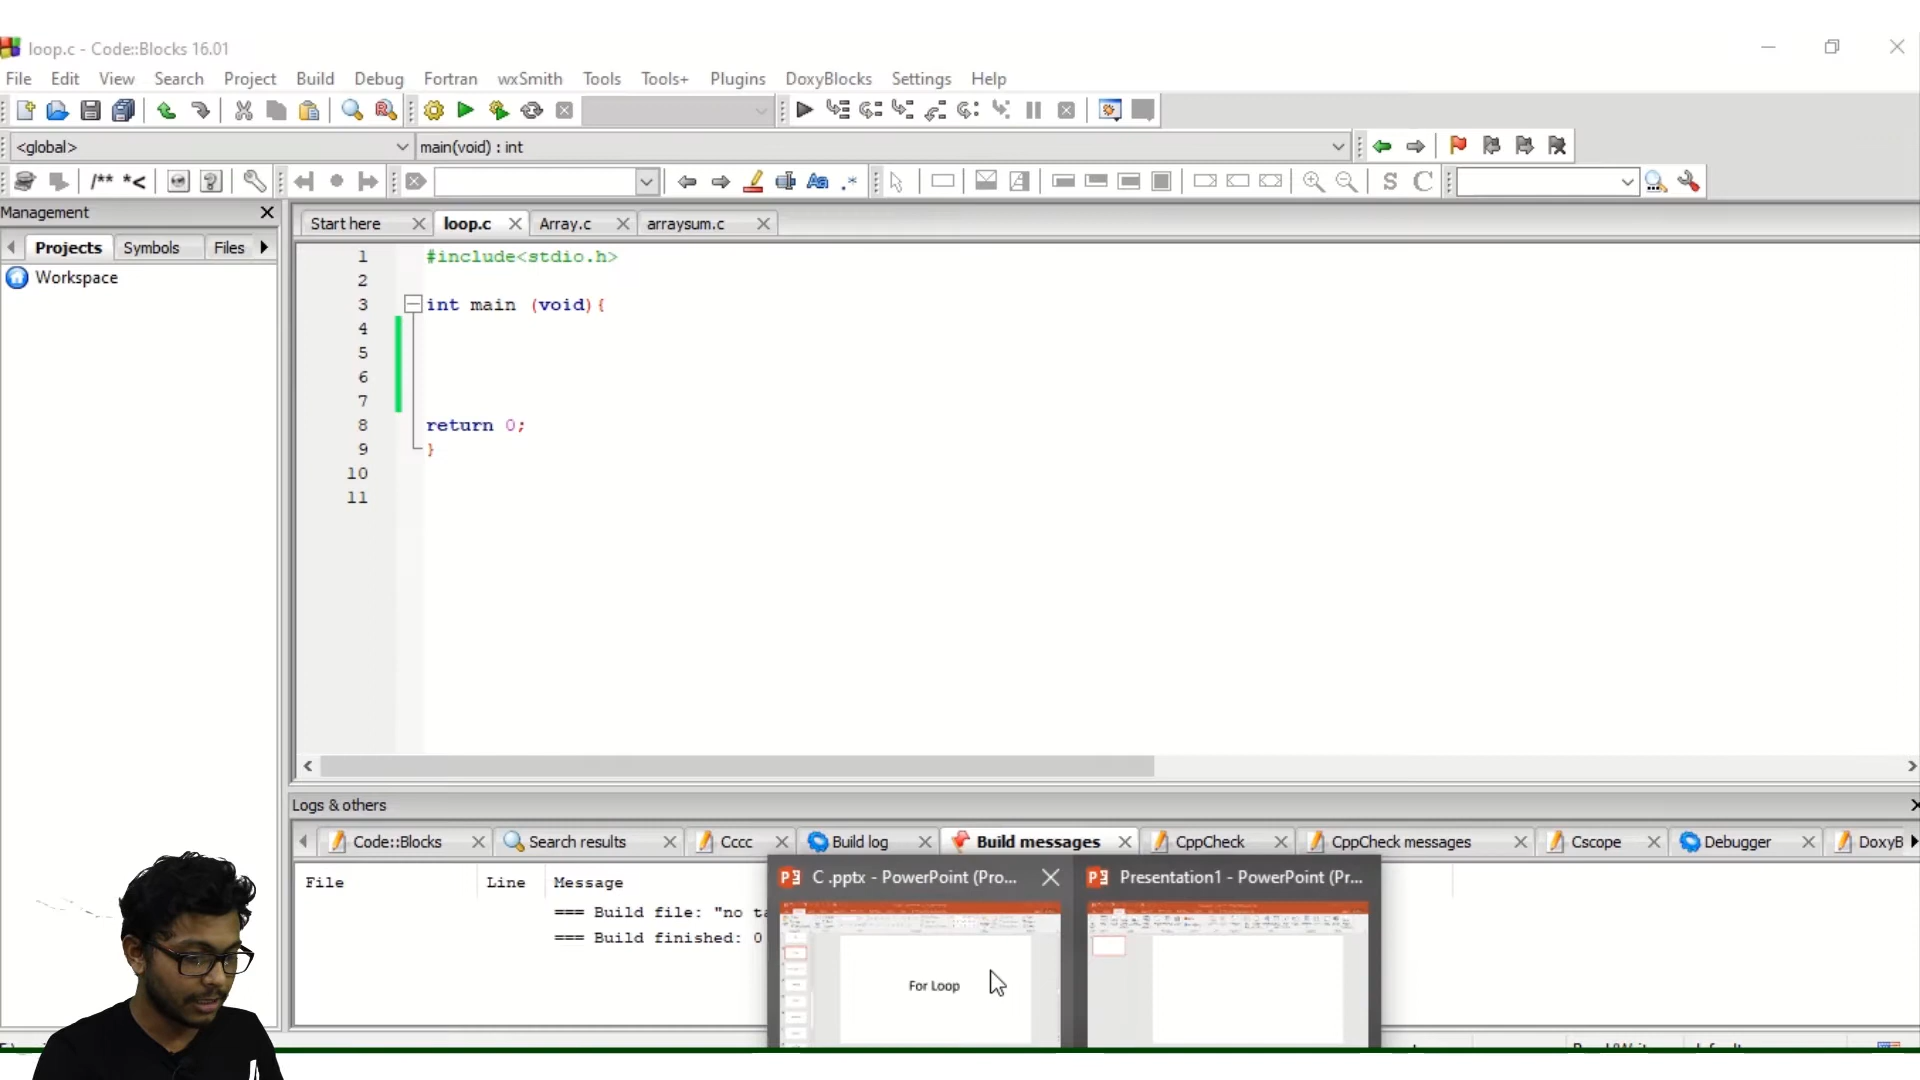 loop.c - Code::Blocks 16.01
File Edit View Search Project Build Debug Fortran wxSmith Tools Tools+ Plugins DoxyBlocks Settings Help
<global> main(void) : int
/** *<
Aa .* S C
Management
Start here loop.c Array.c arraysum.c
Projects Symbols Files
Workspace
1 #include<stdio.h>
2
3 int main (void){
4
5
6
7
8 return 0;
9 }
10
11
Logs & others
Code::Blocks Search results Cccc Build log Build messages CppCheck CppCheck messages Cscope Debugger DoxyB
File Line Message
=== Build file: "no ta
=== Build finished: 0
C .pptx - PowerPoint (Pro... Presentation1 - PowerPoint (Pr...
For Loop